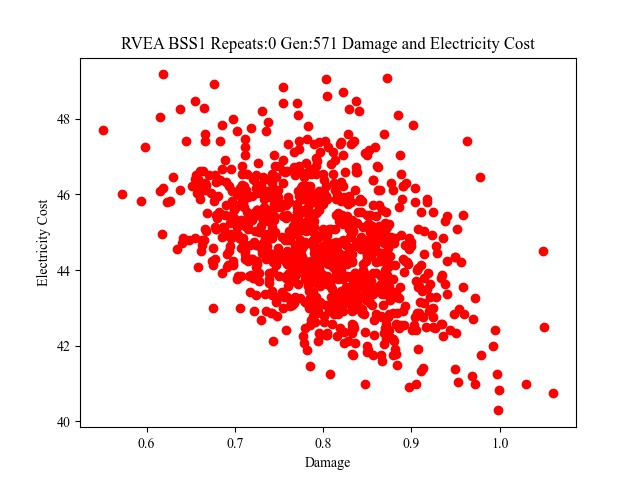 RVEA BSS1 Repeats:0 Gen:571 Damage and Electricity Cost
Electricity Cost
48
46
44
42
40
0.6 0.7 0.8 0.9 1.0
Damage